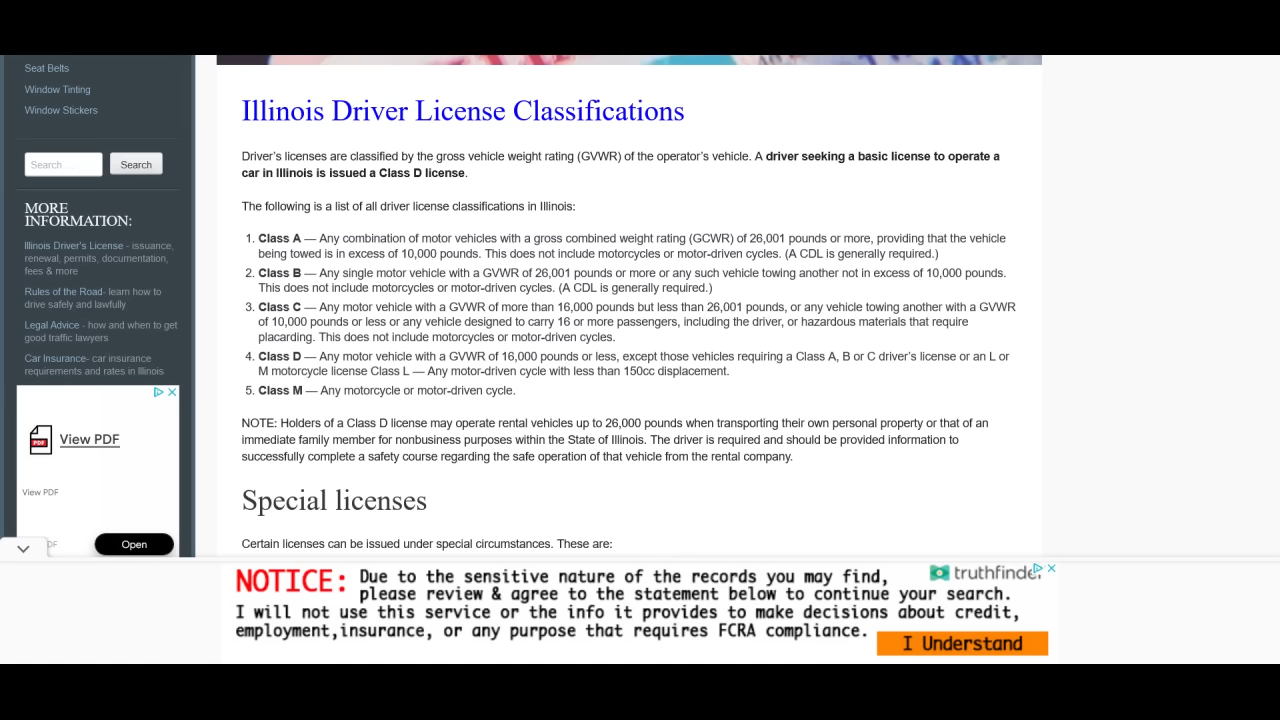 Seat Belts
Window Tinting
Window Stickers
Search...
Search
MORE
INFORMATION:
Illinois Driver's License - issuance,
renewal, permits, documentation,
fees & more
Rules of the Road- learn how to
drive safely and lawfully
Legal Advice - how and when to get
good traffic lawyers
Car Insurance- car insurance
requirements and rates in Illinois
PDF
View PDF
View PDF
DF
Open
Illinois Driver License Classifications
Driver’s licenses are classified by the gross vehicle weight rating (GVWR) of the operator’s vehicle. A driver seeking a basic license to operate a
car in Illinois is issued a Class D license.
The following is a list of all driver license classifications in Illinois:
1. Class A — Any combination of motor vehicles with a gross combined weight rating (GCWR) of 26,001 pounds or more, providing that the vehicle
being towed is in excess of 10,000 pounds. This does not include motorcycles or motor-driven cycles. (A CDL is generally required.)
2. Class B — Any single motor vehicle with a GVWR of 26,001 pounds or more or any such vehicle towing another not in excess of 10,000 pounds.
This does not include motorcycles or motor-driven cycles. (A CDL is generally required.)
3. Class C — Any motor vehicle with a GVWR of more than 16,000 pounds but less than 26,001 pounds, or any vehicle towing another with a GVWR
of 10,000 pounds or less or any vehicle designed to carry 16 or more passengers, including the driver, or hazardous materials that require
placarding. This does not include motorcycles or motor-driven cycles.
4. Class D — Any motor vehicle with a GVWR of 16,000 pounds or less, except those vehicles requiring a Class A, B or C driver’s license or an L or
M motorcycle license Class L — Any motor-driven cycle with less than 150cc displacement.
5. Class M — Any motorcycle or motor-driven cycle.
NOTE: Holders of a Class D license may operate rental vehicles up to 26,000 pounds when transporting their own personal property or that of an
immediate family member for nonbusiness purposes within the State of Illinois. The driver is required and should be provided information to
successfully complete a safety course regarding the safe operation of that vehicle from the rental company.
Special licenses
Certain licenses can be issued under special circumstances. These are:
NOTICE: Due to the sensitive nature of the records you may find,
please review & agree to the statement below to continue your search.
I will not use this service or the info it provides to make decisions about credit,
employment,insurance, or any purpose that requires FCRA compliance.
truthfinder
I Understand